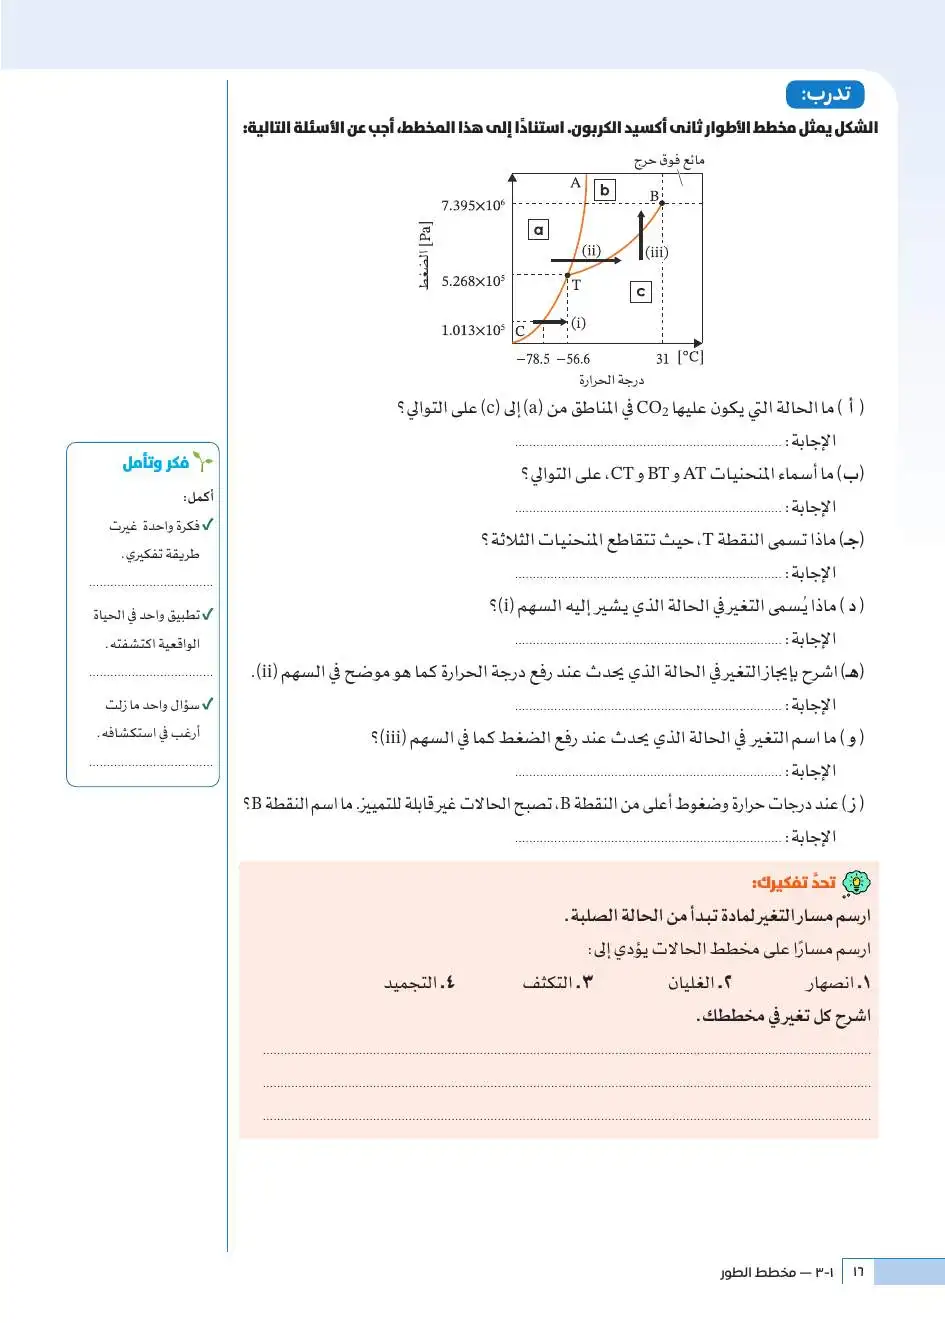 تدرب:
الشكل يمثل مخطط الأطوار ثاني أكسيد الكربون. استنادًا إلى هذا المخطط، أجب عن الأسئلة التالية:
مائع فوق حرج
A
b
B
7.395×10⁶
a
الضغط [Pa]
(ii)
(iii)
5.268×10⁵
T
c
1.013×10⁵
C
(i)
−78.5 −56.6 31 [°C]
درجة الحرارة
( أ ) ما الحالة التي يكون عليها CO₂ في المناطق من (a) إلى (c) على التوالي؟
الإجابة: ........................................
(ب) ما أسماء المنحنيات AT و BT و CT، على التوالي؟
الإجابة: ........................................
(جـ) ماذا تسمى النقطة T، حيث تتقاطع المنحنيات الثلاثة؟
الإجابة: ........................................
( د ) ماذا يُسمى التغير في الحالة الذي يشير إليه السهم (i)؟
الإجابة: ........................................
(هـ) اشرح بإيجاز التغير في الحالة الذي يحدث عند رفع درجة الحرارة كما هو موضح في السهم (ii).
الإجابة: ........................................
( و ) ما اسم التغير في الحالة الذي يحدث عند رفع الضغط كما في السهم (iii)؟
الإجابة: ........................................
( ز ) عند درجات حرارة وضغوط أعلى من النقطة B، تصبح الحالات غير قابلة للتمييز. ما اسم النقطة B؟
الإجابة: ........................................
فكر وتأمل
أكمل:
✓ فكرة واحدة غيرت
طريقة تفكيري.
........................................
✓ تطبيق واحد في الحياة
الواقعية اكتشفته.
........................................
✓ سؤال واحد ما زلت
أرغب في استكشافه.
........................................
تحدَّ تفكيرك:
ارسم مسار التغير لمادة تبدأ من الحالة الصلبة.
ارسم مسارًا على مخطط الحالات يؤدي إلى:
١. انصهار ٢. الغليان ٣. التكثف ٤. التجميد
اشرح كل تغير في مخططك.
........................................
........................................
........................................
١٦ ١-٣ — مخطط الطور